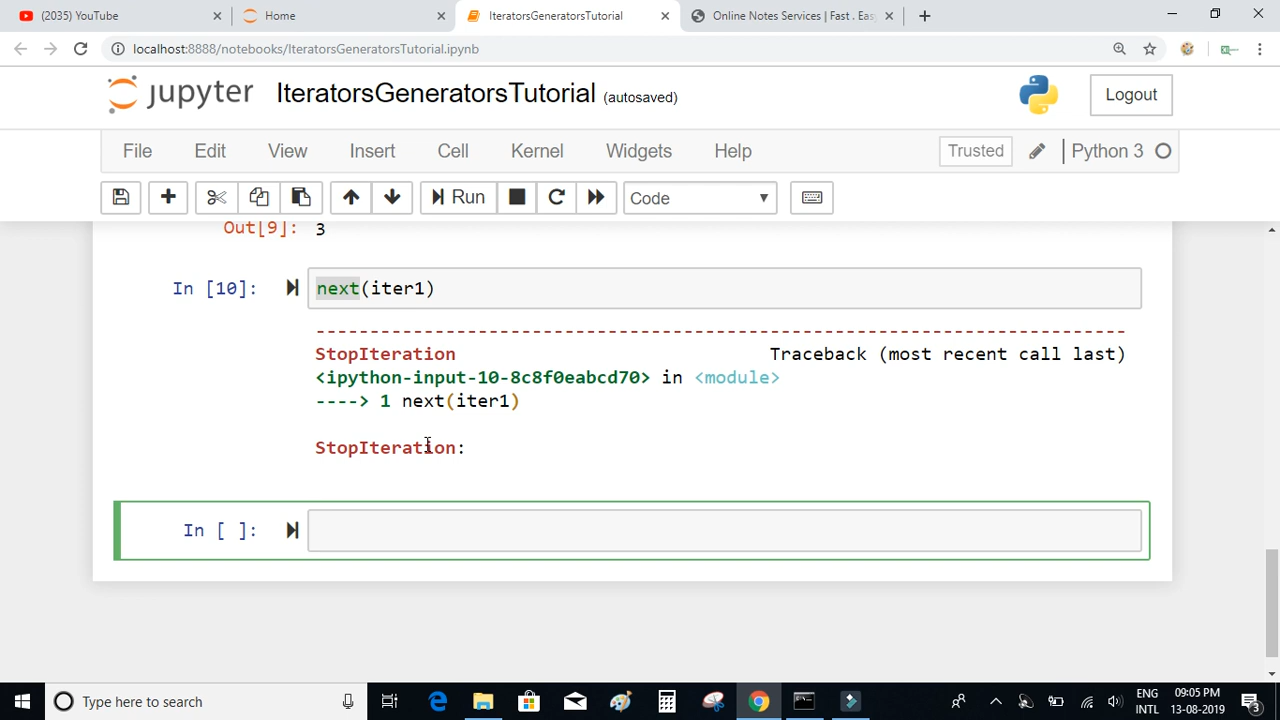 (2035) YouTube
Home
IteratorsGeneratorsTutorial
Online Notes Services | Fast . Eas
localhost:8888/notebooks/IteratorsGeneratorsTutorial.ipynb
jupyter IteratorsGeneratorsTutorial (autosaved)
Logout
File Edit View Insert Cell Kernel Widgets Help
Trusted
Python 3
Run
Code
Out[9]: 3
In [10]: next(iter1)
---------------------------------------------------------------------------
StopIteration Traceback (most recent call last)
<ipython-input-10-8c8f0eabcd70> in <module>
----> 1 next(iter1)
StopIteration:
In [ ]:
Type here to search
ENG
INTL
09:05 PM
13-08-2019
3